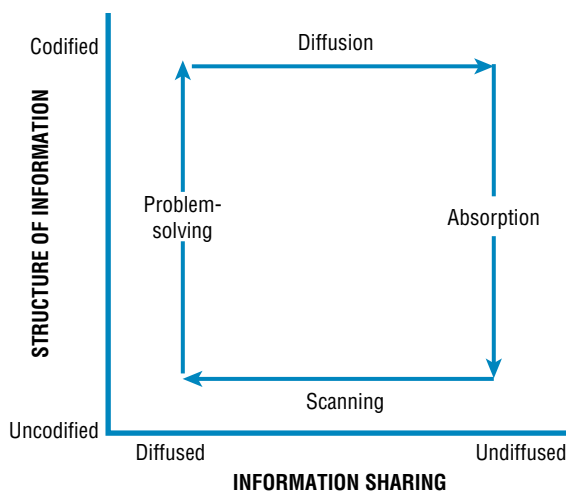 Codified
Diffusion
STRUCTURE OF INFORMATION
Problem-
solving
Absorption
Scanning
Uncodified
Diffused
Undiffused
INFORMATION SHARING